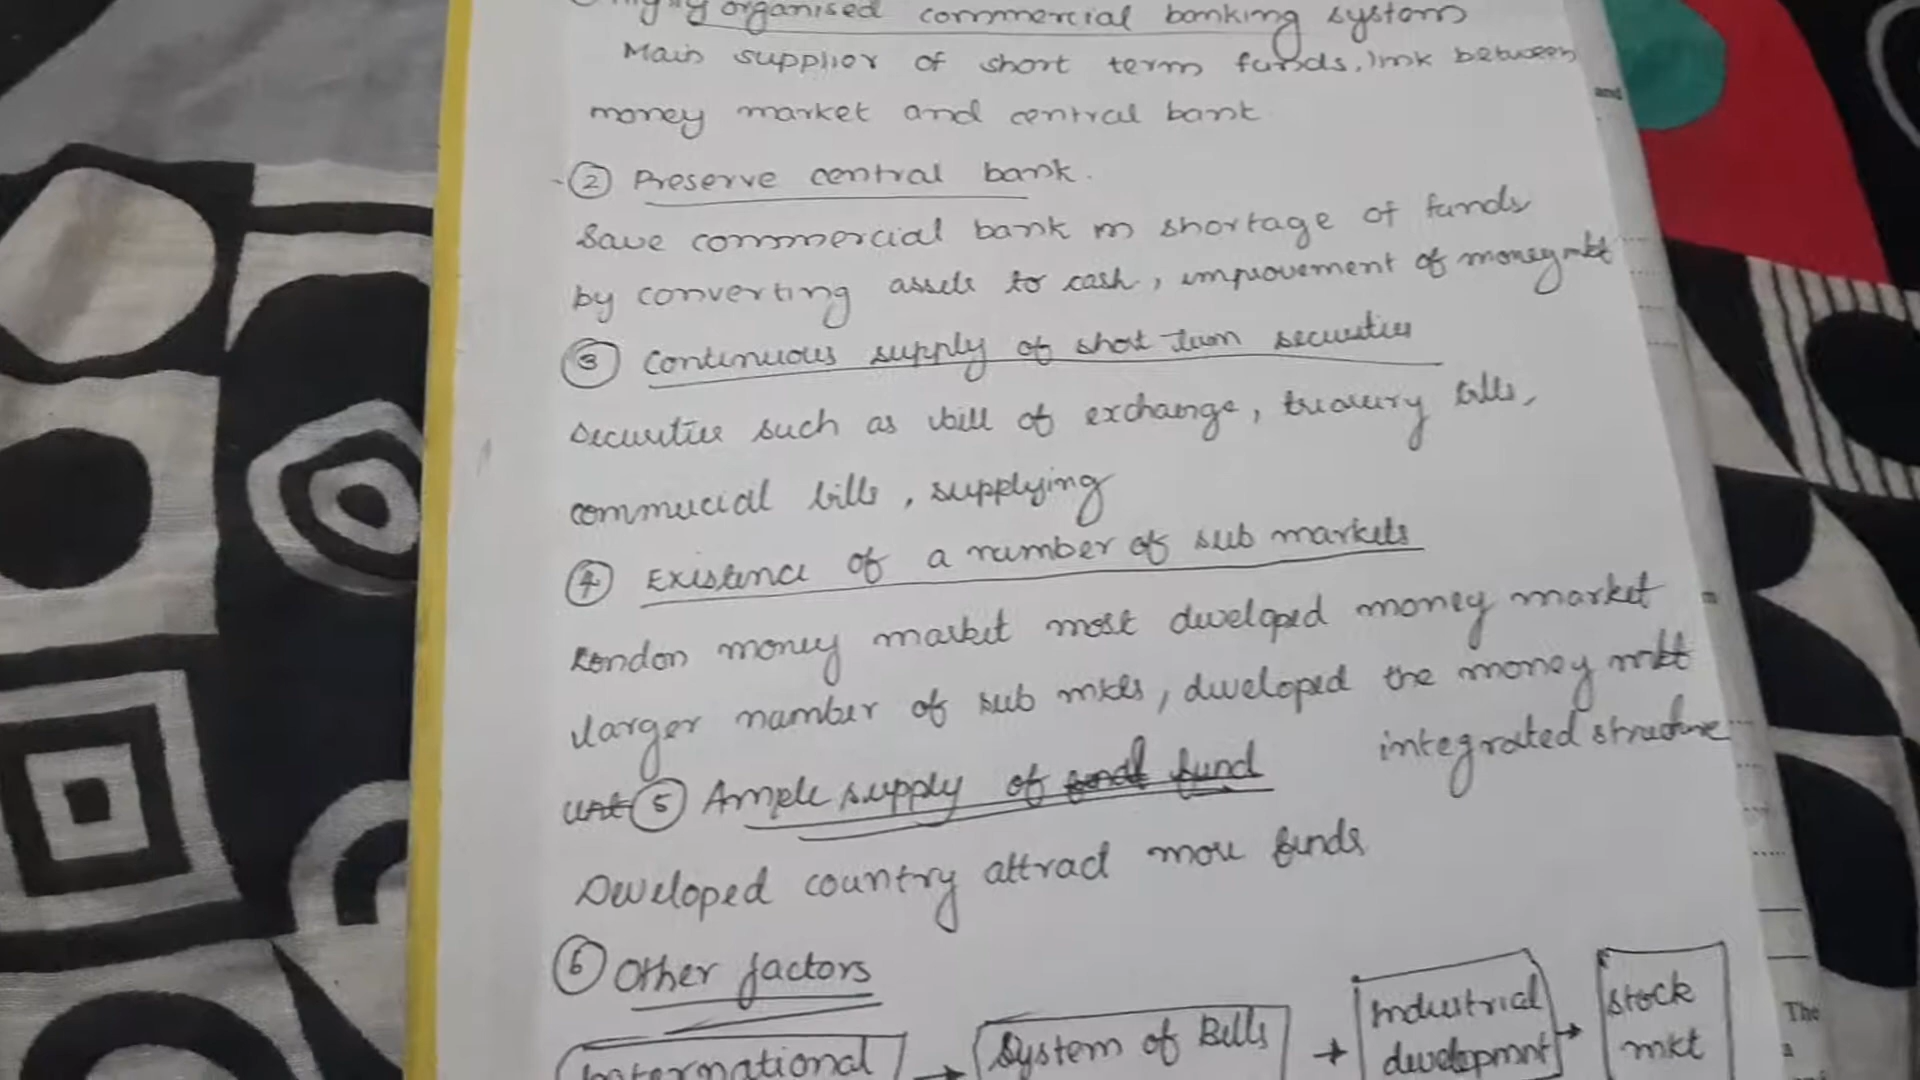 organised commercial banking system
Main supplier of short term funds, link between
money market and central bank
② Preserve central bank.
Save commercial bank in shortage of funds
by converting assets to cash, improvement of money mkt
③ Continuous supply of short term securities
Securities such as bill of exchange, treasury bills,
commercial bills, supplying
④ Existence of a number of sub markets
London money market most developed money market
larger number of sub mkts, developed the money mkt
integrated structure
⑤ Ample supply of fund
Developed country attract more funds
⑥ Other factors
International → System of Bills → Industrial development → stock mkt
and
The
a